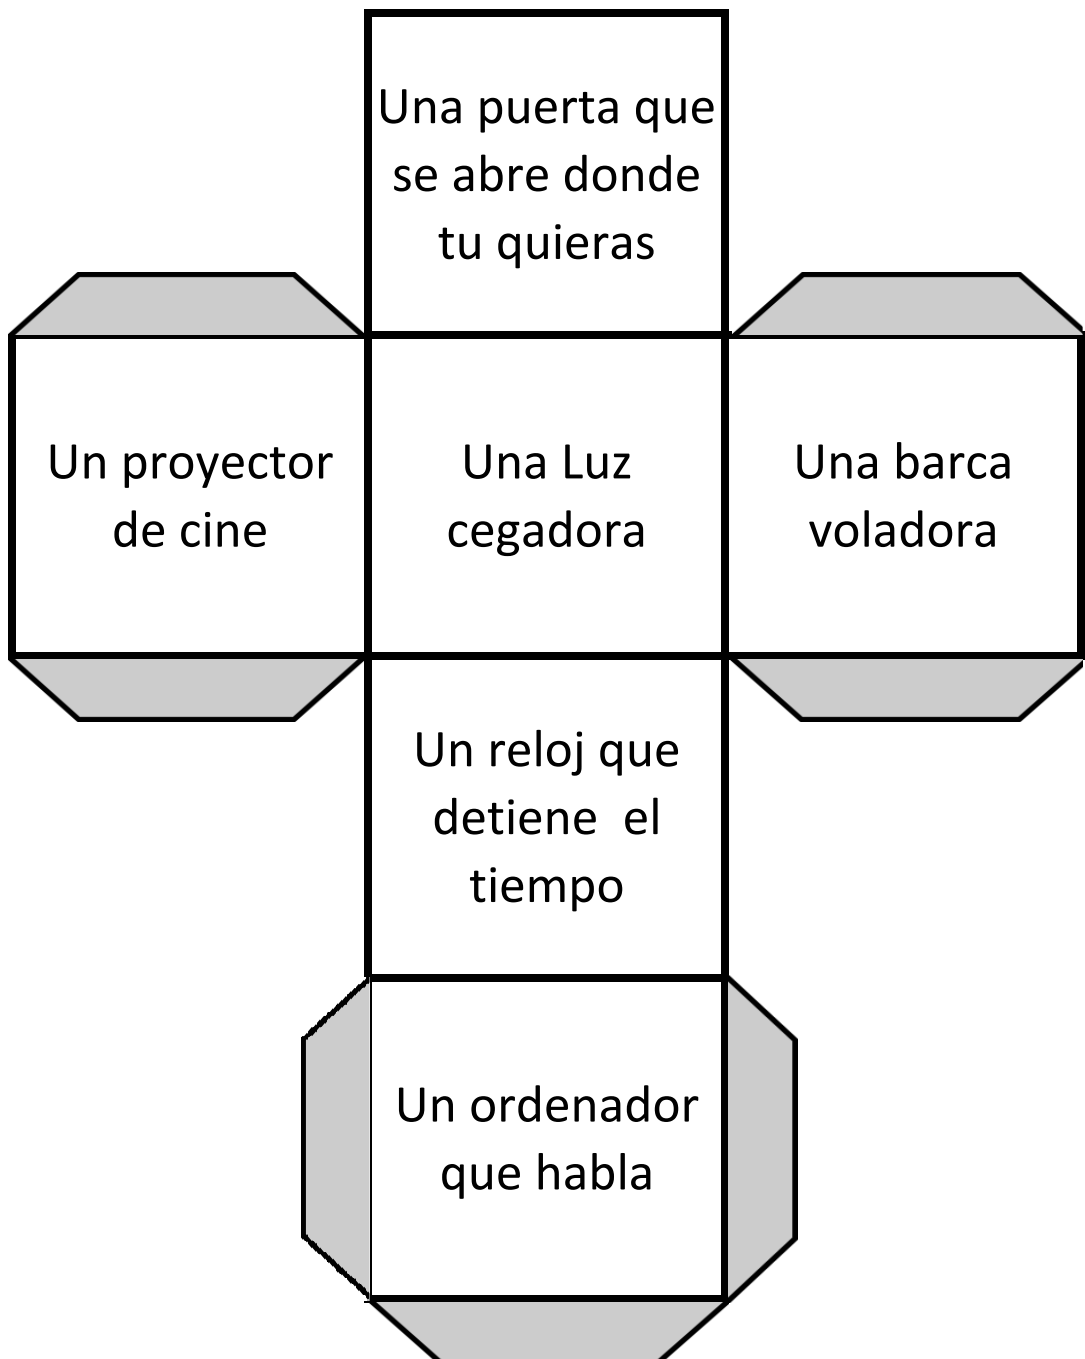 Una puerta que
se abre donde
tu quieras
Un proyector
de cine
Una Luz
cegadora
Una barca
voladora
Un reloj que
detiene  el
tiempo
Un ordenador
que habla